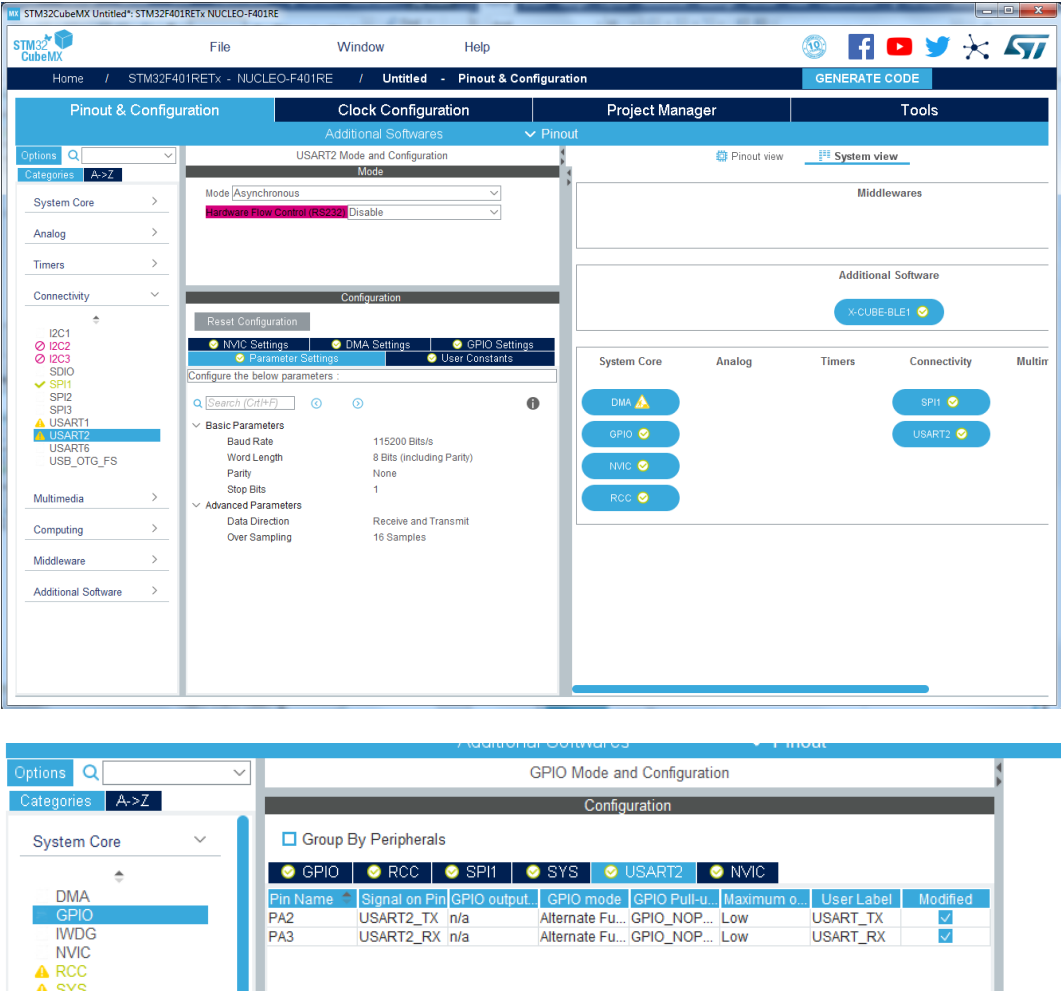 MX STM32CubeMX Untitled*: STM32F401RETx NUCLEO-F401RE
STM32 CubeMX
File Window Help
10
Home / STM32F401RETx - NUCLEO-F401RE / Untitled - Pinout & Configuration GENERATE CODE
Pinout & Configuration Clock Configuration Project Manager Tools
Additional Softwares Pinout
Options
Categories A->Z
System Core
Analog
Timers
Connectivity
I2C1
I2C2
I2C3
SDIO
SPI1
SPI2
SPI3
USART1
USART2
USART6
USB_OTG_FS
Multimedia
Computing
Middleware
Additional Software
USART2 Mode and Configuration
Mode
Mode Asynchronous
Hardware Flow Control (RS232) Disable
Configuration
Reset Configuration
NVIC Settings DMA Settings GPIO Settings
Parameter Settings User Constants
Configure the below parameters :
Search (Crtl+F)
Basic Parameters
Baud Rate 115200 Bits/s
Word Length 8 Bits (including Parity)
Parity None
Stop Bits 1
Advanced Parameters
Data Direction Receive and Transmit
Over Sampling 16 Samples
Pinout view System view
Middlewares
Additional Software
X-CUBE-BLE1
System Core Analog Timers Connectivity Multim
DMA SPI1
GPIO USART2
NVIC
RCC
Additional Softwares Pinout
Options
Categories A->Z
System Core
DMA
GPIO
IWDG
NVIC
RCC
SYS
GPIO Mode and Configuration
Configuration
Group By Peripherals
GPIO RCC SPI1 SYS USART2 NVIC
Pin Name Signal on Pin GPIO output... GPIO mode GPIO Pull-u... Maximum o... User Label Modified
PA2 USART2_TX n/a Alternate Fu... GPIO_NOP... Low USART_TX
PA3 USART2_RX n/a Alternate Fu... GPIO_NOP... Low USART_RX